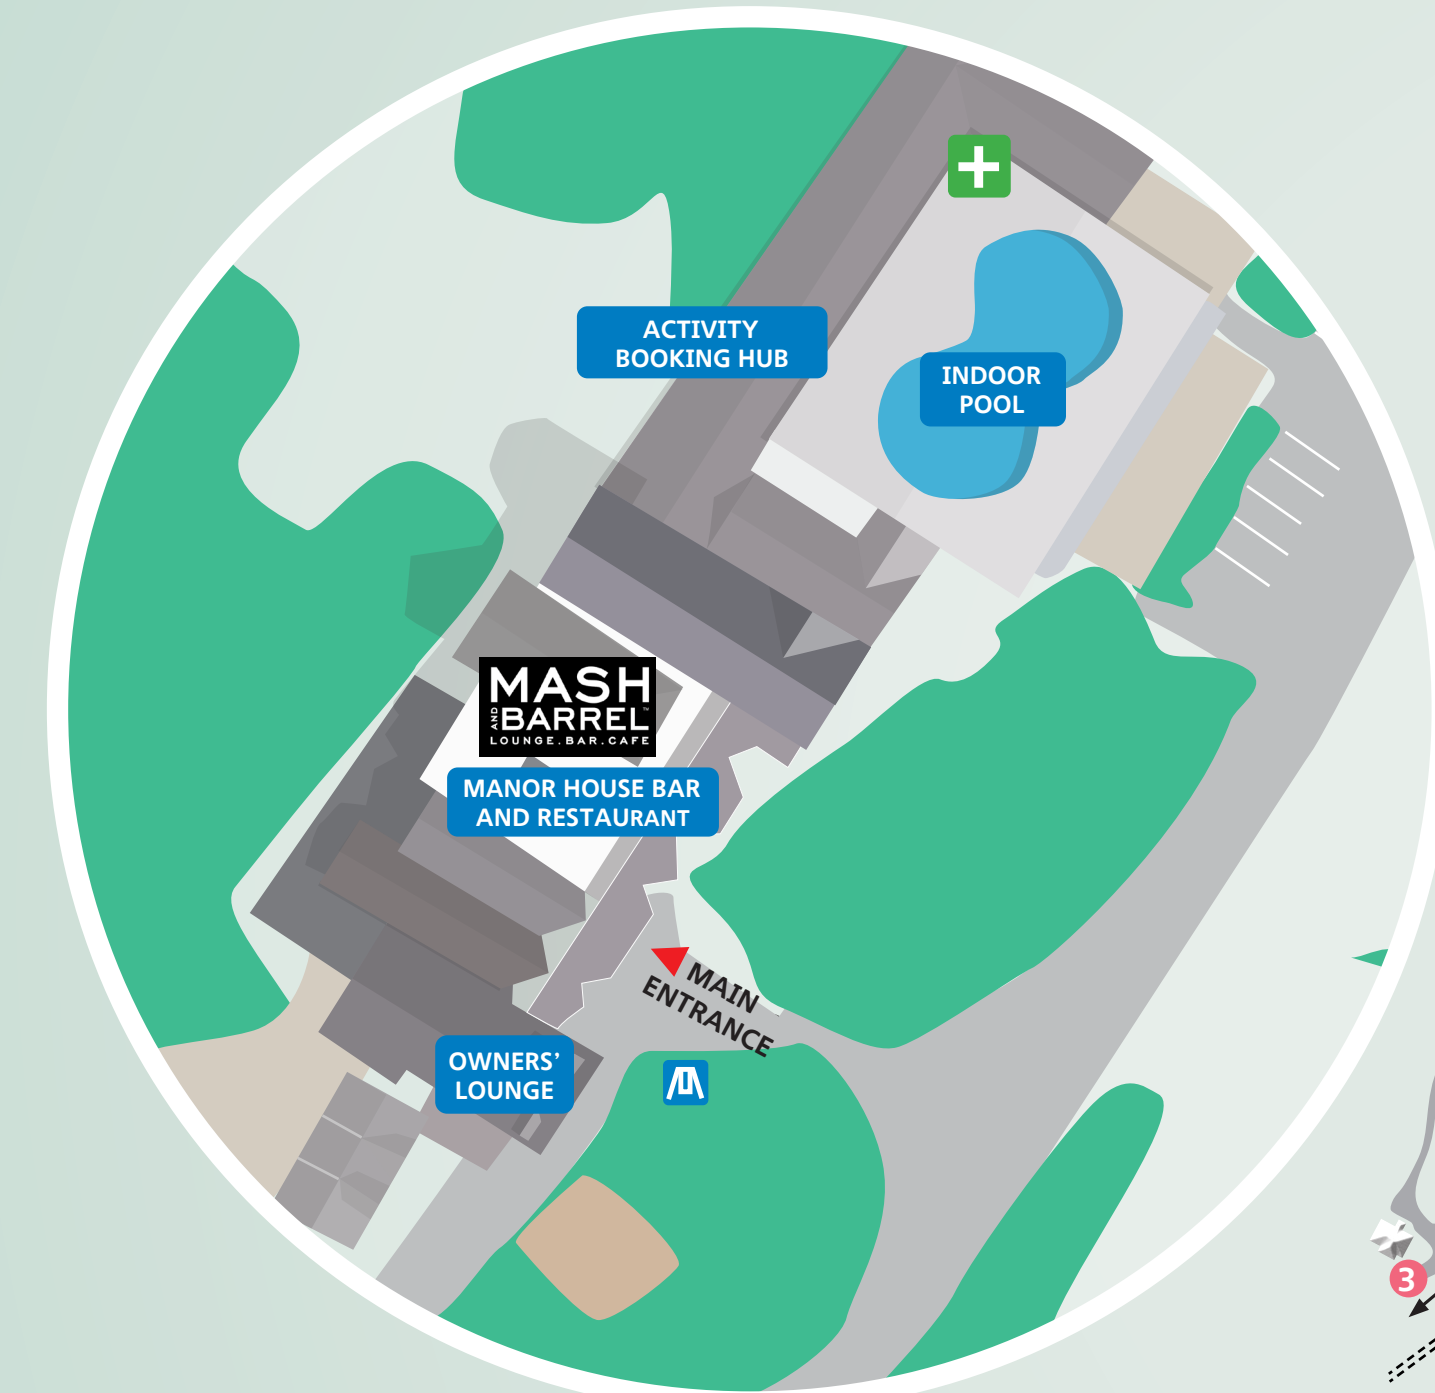 ACTIVITY
BOOKING HUB
INDOOR
POOL
MASH
AND BARREL™
LOUNGE.BAR.CAFE
MANOR HOUSE BAR
AND RESTAURANT
MAIN
ENTRANCE
OWNERS’
LOUNGE
3